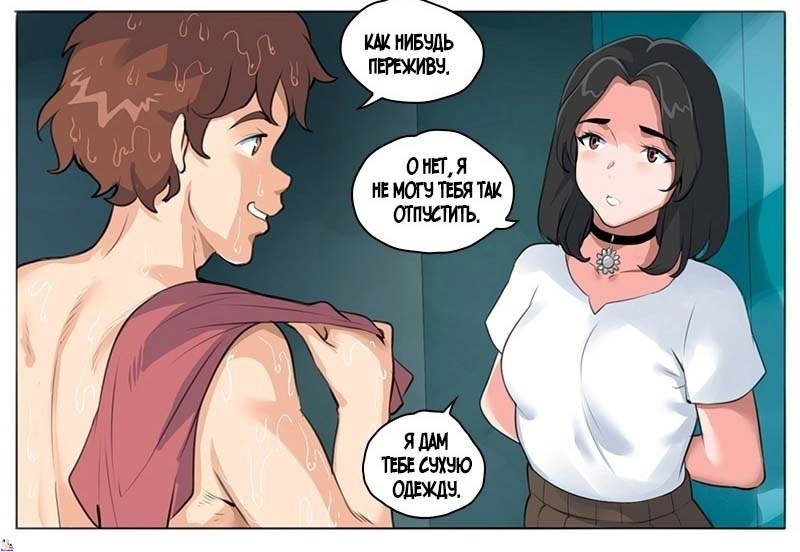 КАК НИБУДЬ
ПЕРЕЖИВУ.
О НЕТ, Я
НЕ МОГУ ТЕБЯ ТАК
ОТПУСТИТЬ.
Я ДАМ
ТЕБЕ СУХУЮ
ОДЕЖДУ.